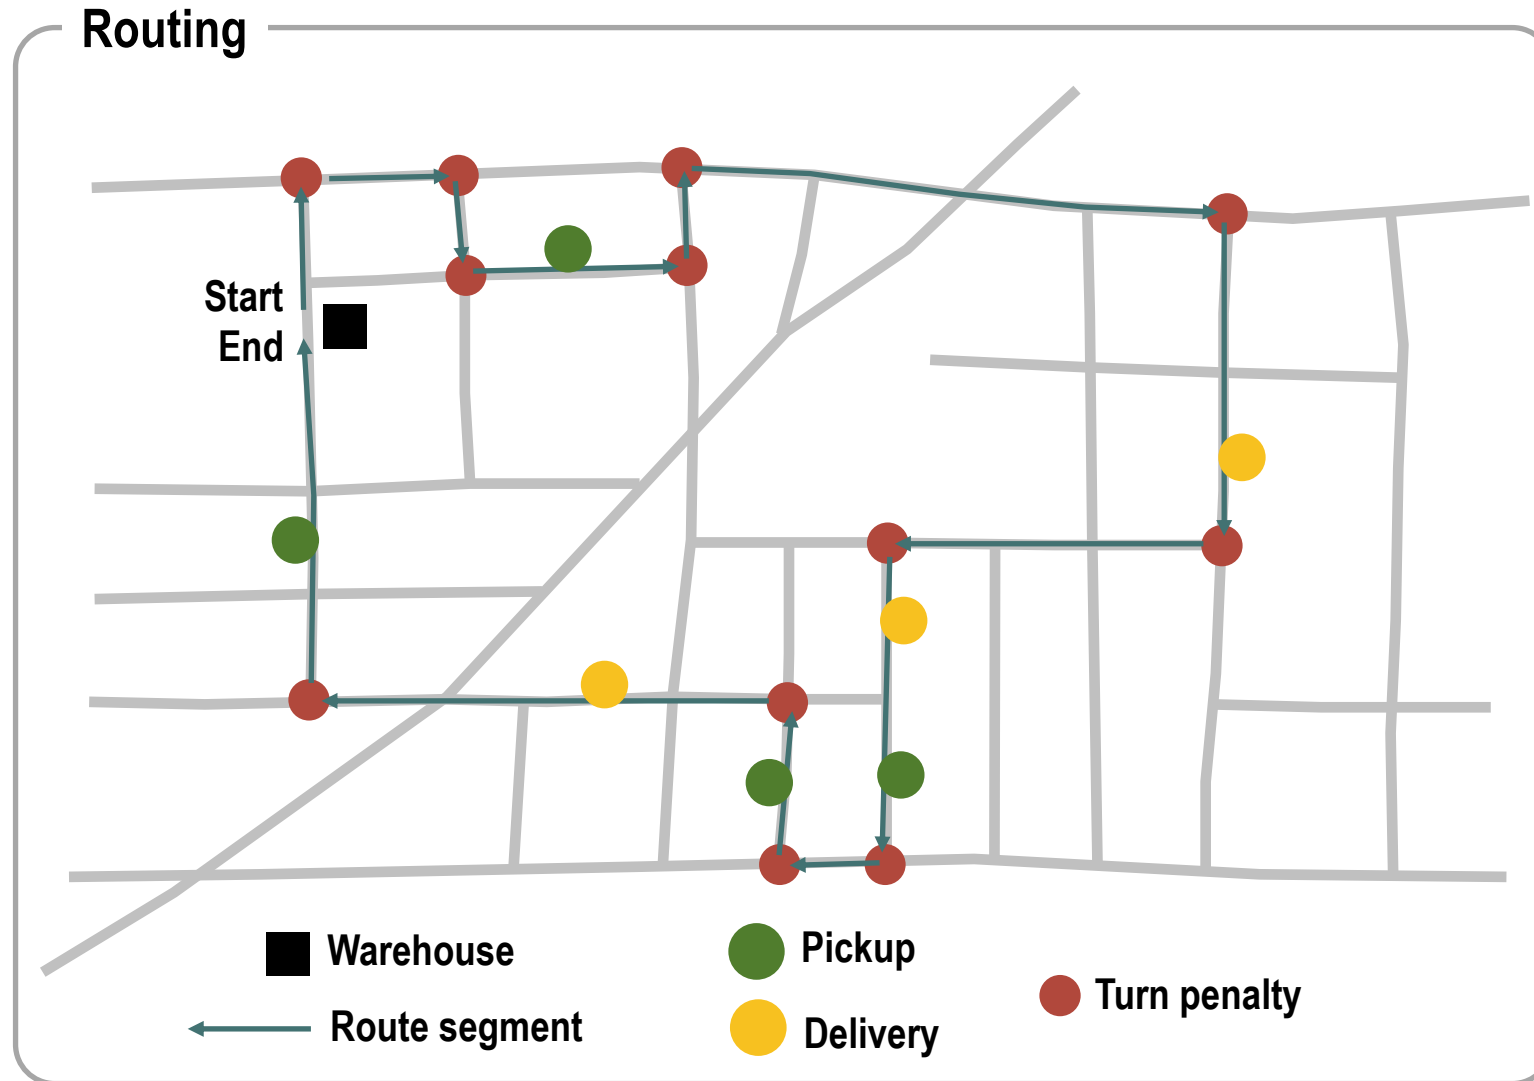 Routing
Start
End
Warehouse
Pickup
Turn penalty
Route segment
Delivery